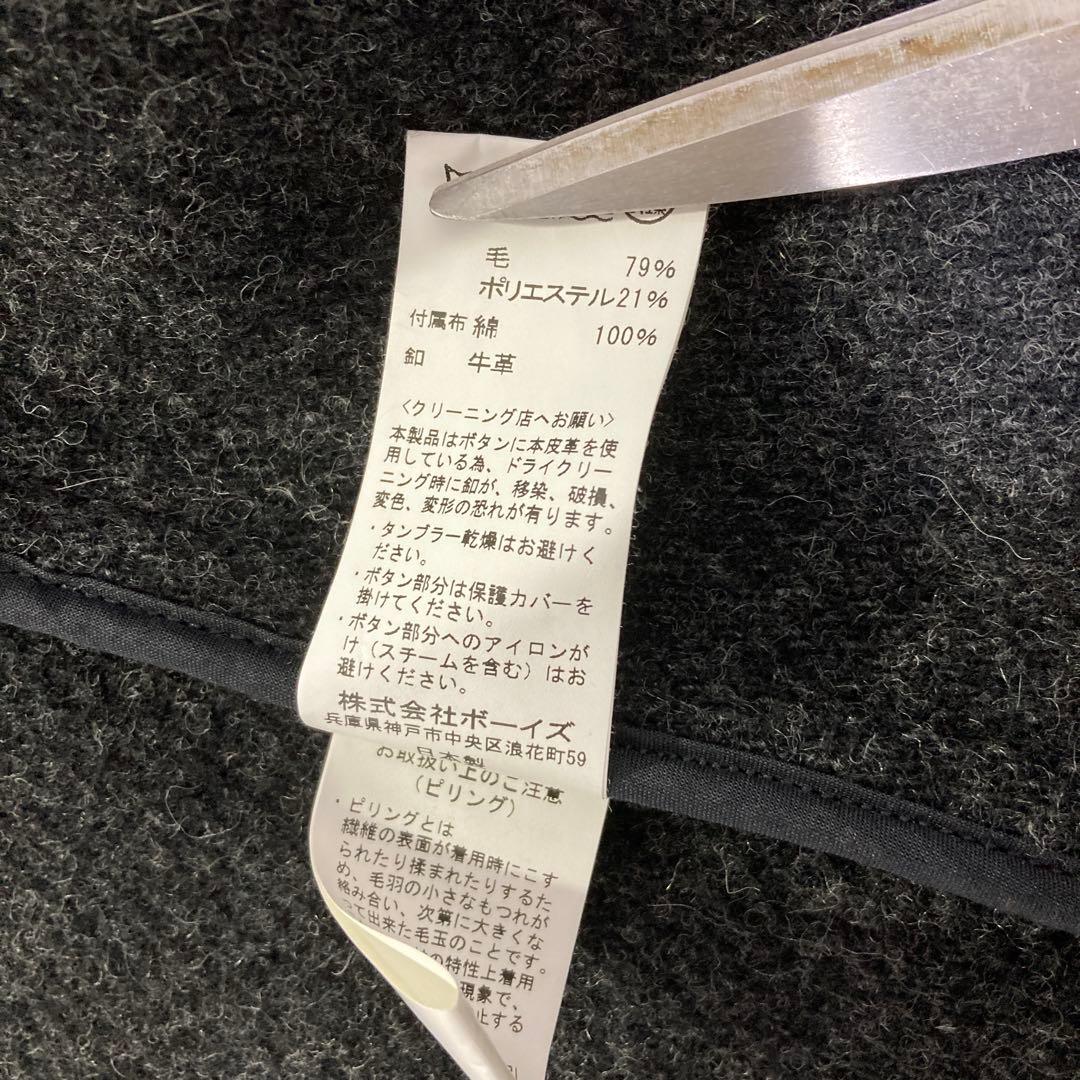 毛 79%
ポリエステル21%
付属布 綿 100%
釦 牛革
〈クリーニング店へお願い〉
本製品はボタンに本皮革を使
用している為、ドライクリー
ニング時に釦が、移染、破損、
変色、変形の恐れが有ります。
・タンブラー乾燥はお避けく
ださい。
・ボタン部分は保護カバーを
掛けてください。
・ボタン部分へのアイロンが
け（スチームを含む）はお
避けください。
株式会社ボーイズ
兵庫県神戸市中央区浪花町59
お取扱い上のご注意
（ピリング）
・ピリングとは
繊維の表面が着用時にこす
られたり揉まれたりするた
め、毛羽の小さなもつれが
絡み合い、次第に大きくな
て出来た毛玉のことです。
の特性上着用
現象で、
止する